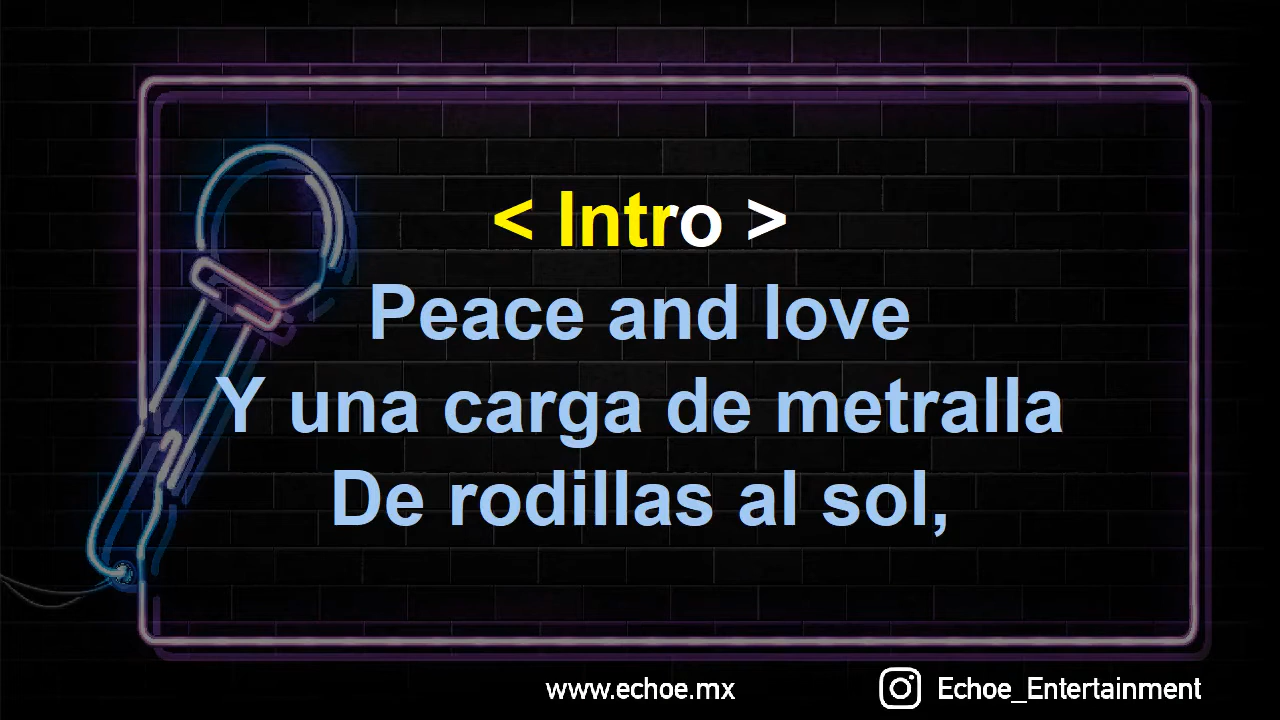 < Intro >
Peace and love
Y una carga de metralla
De rodillas al sol,
www.echoe.mx
Echoe_Entertainment